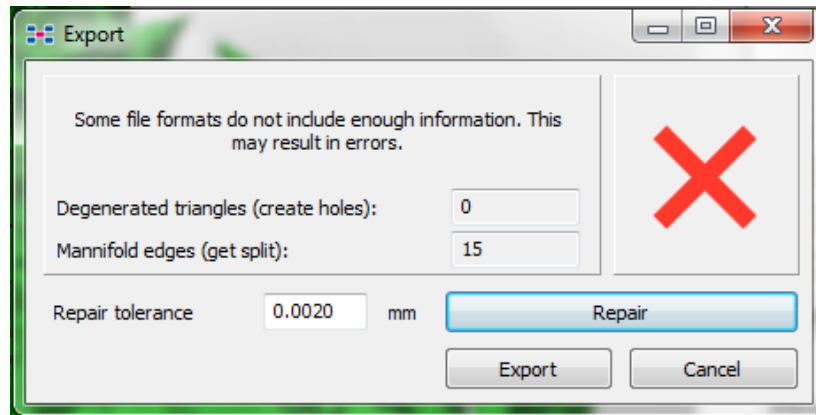 Export
Some file formats do not include enough information. This
may result in errors.
Degenerated triangles (create holes): 0
Mannifold edges (get split): 15
Repair tolerance 0.0020 mm Repair
Export Cancel